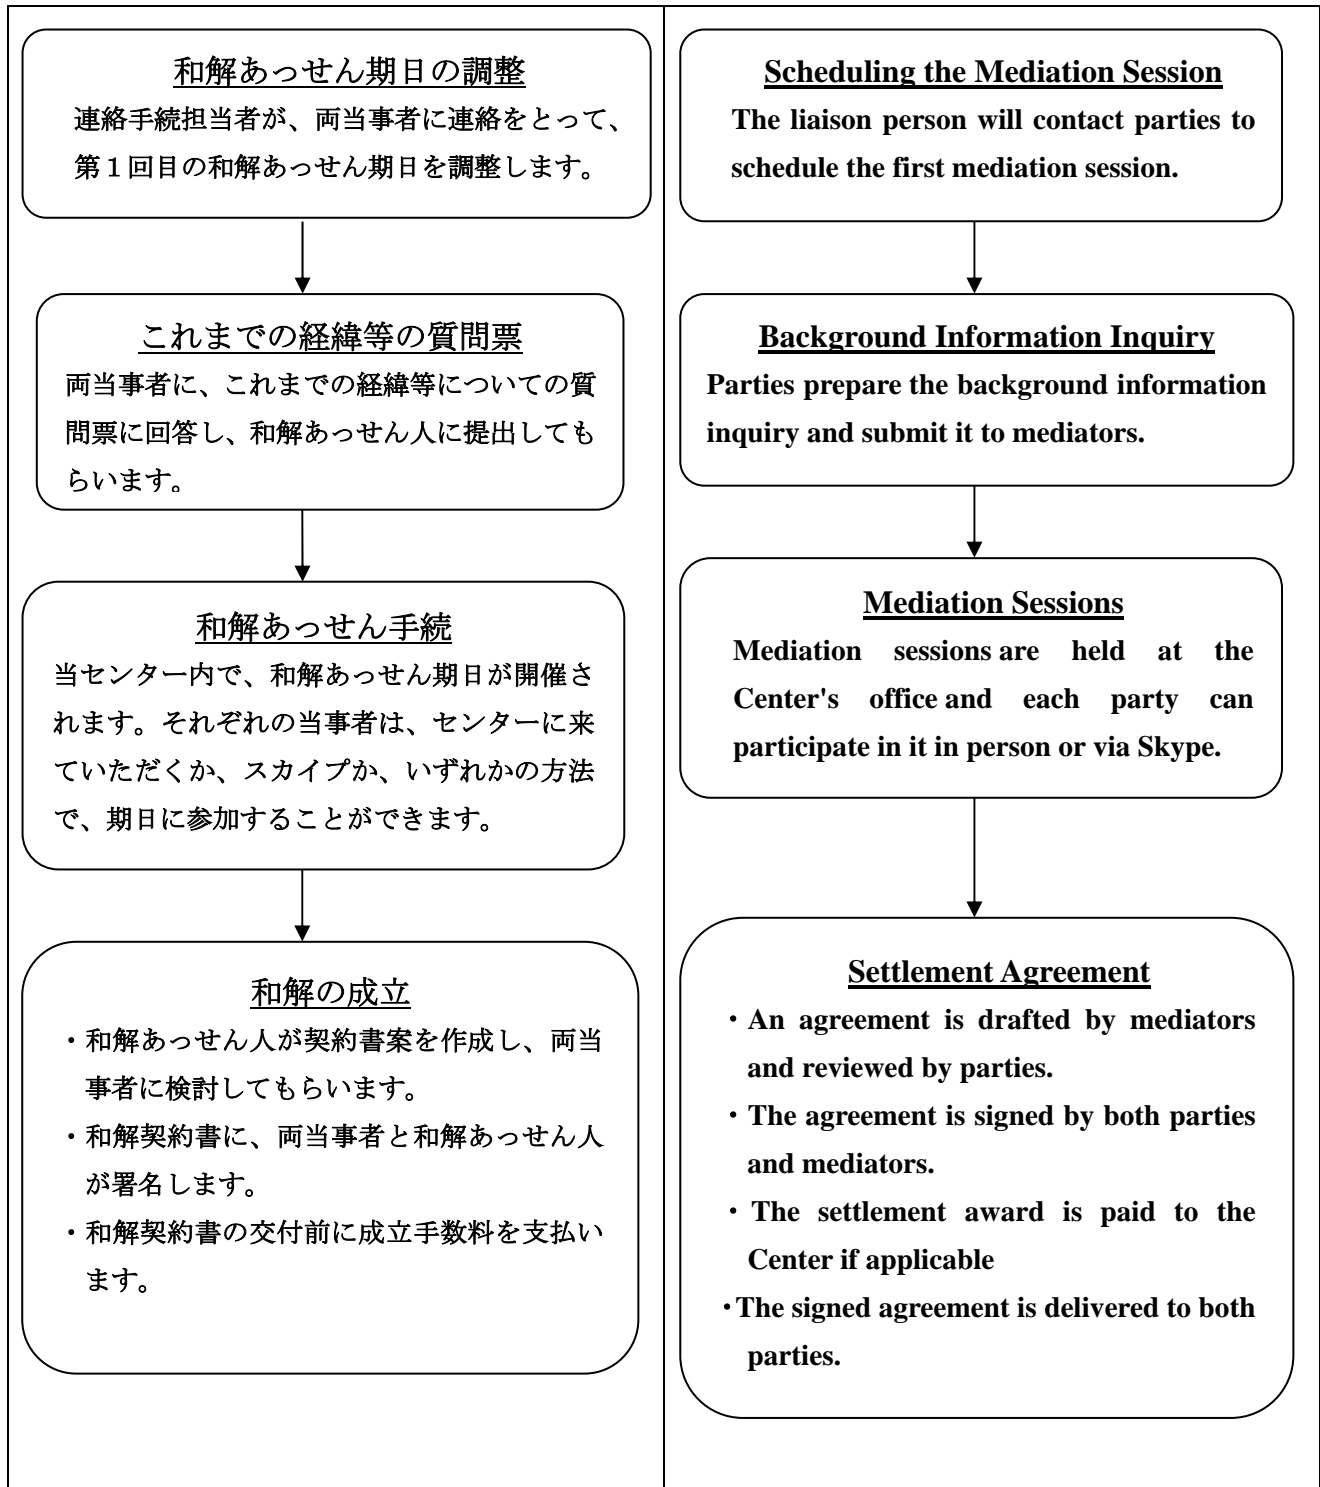 和解あっせん期日の調整
連絡手続担当者が、両当事者に連絡をとって、
第１回目の和解あっせん期日を調整します。
これまでの経緯等の質問票
両当事者に、これまでの経緯等についての質
問票に回答し、和解あっせん人に提出しても
らいます。
和解あっせん手続
当センター内で、和解あっせん期日が開催さ
れます。それぞれの当事者は、センターに来
ていただくか、スカイプか、いずれかの方法
で、期日に参加することができます。
和解の成立
・和解あっせん人が契約書案を作成し、両当
事者に検討してもらいます。
・和解契約書に、両当事者と和解あっせん人
が署名します。
・和解契約書の交付前に成立手数料を支払い
ます。
Scheduling the Mediation Session
The liaison person will contact parties to
schedule the first mediation session.
Background Information Inquiry
Parties prepare the background information
inquiry and submit it to mediators.
Mediation Sessions
Mediation sessions are held at the
Center's office and each party can
participate in it in person or via Skype.
Settlement Agreement
・An agreement is drafted by mediators
and reviewed by parties.
・The agreement is signed by both parties
and mediators.
・The settlement award is paid to the
Center if applicable
・The signed agreement is delivered to both
parties.